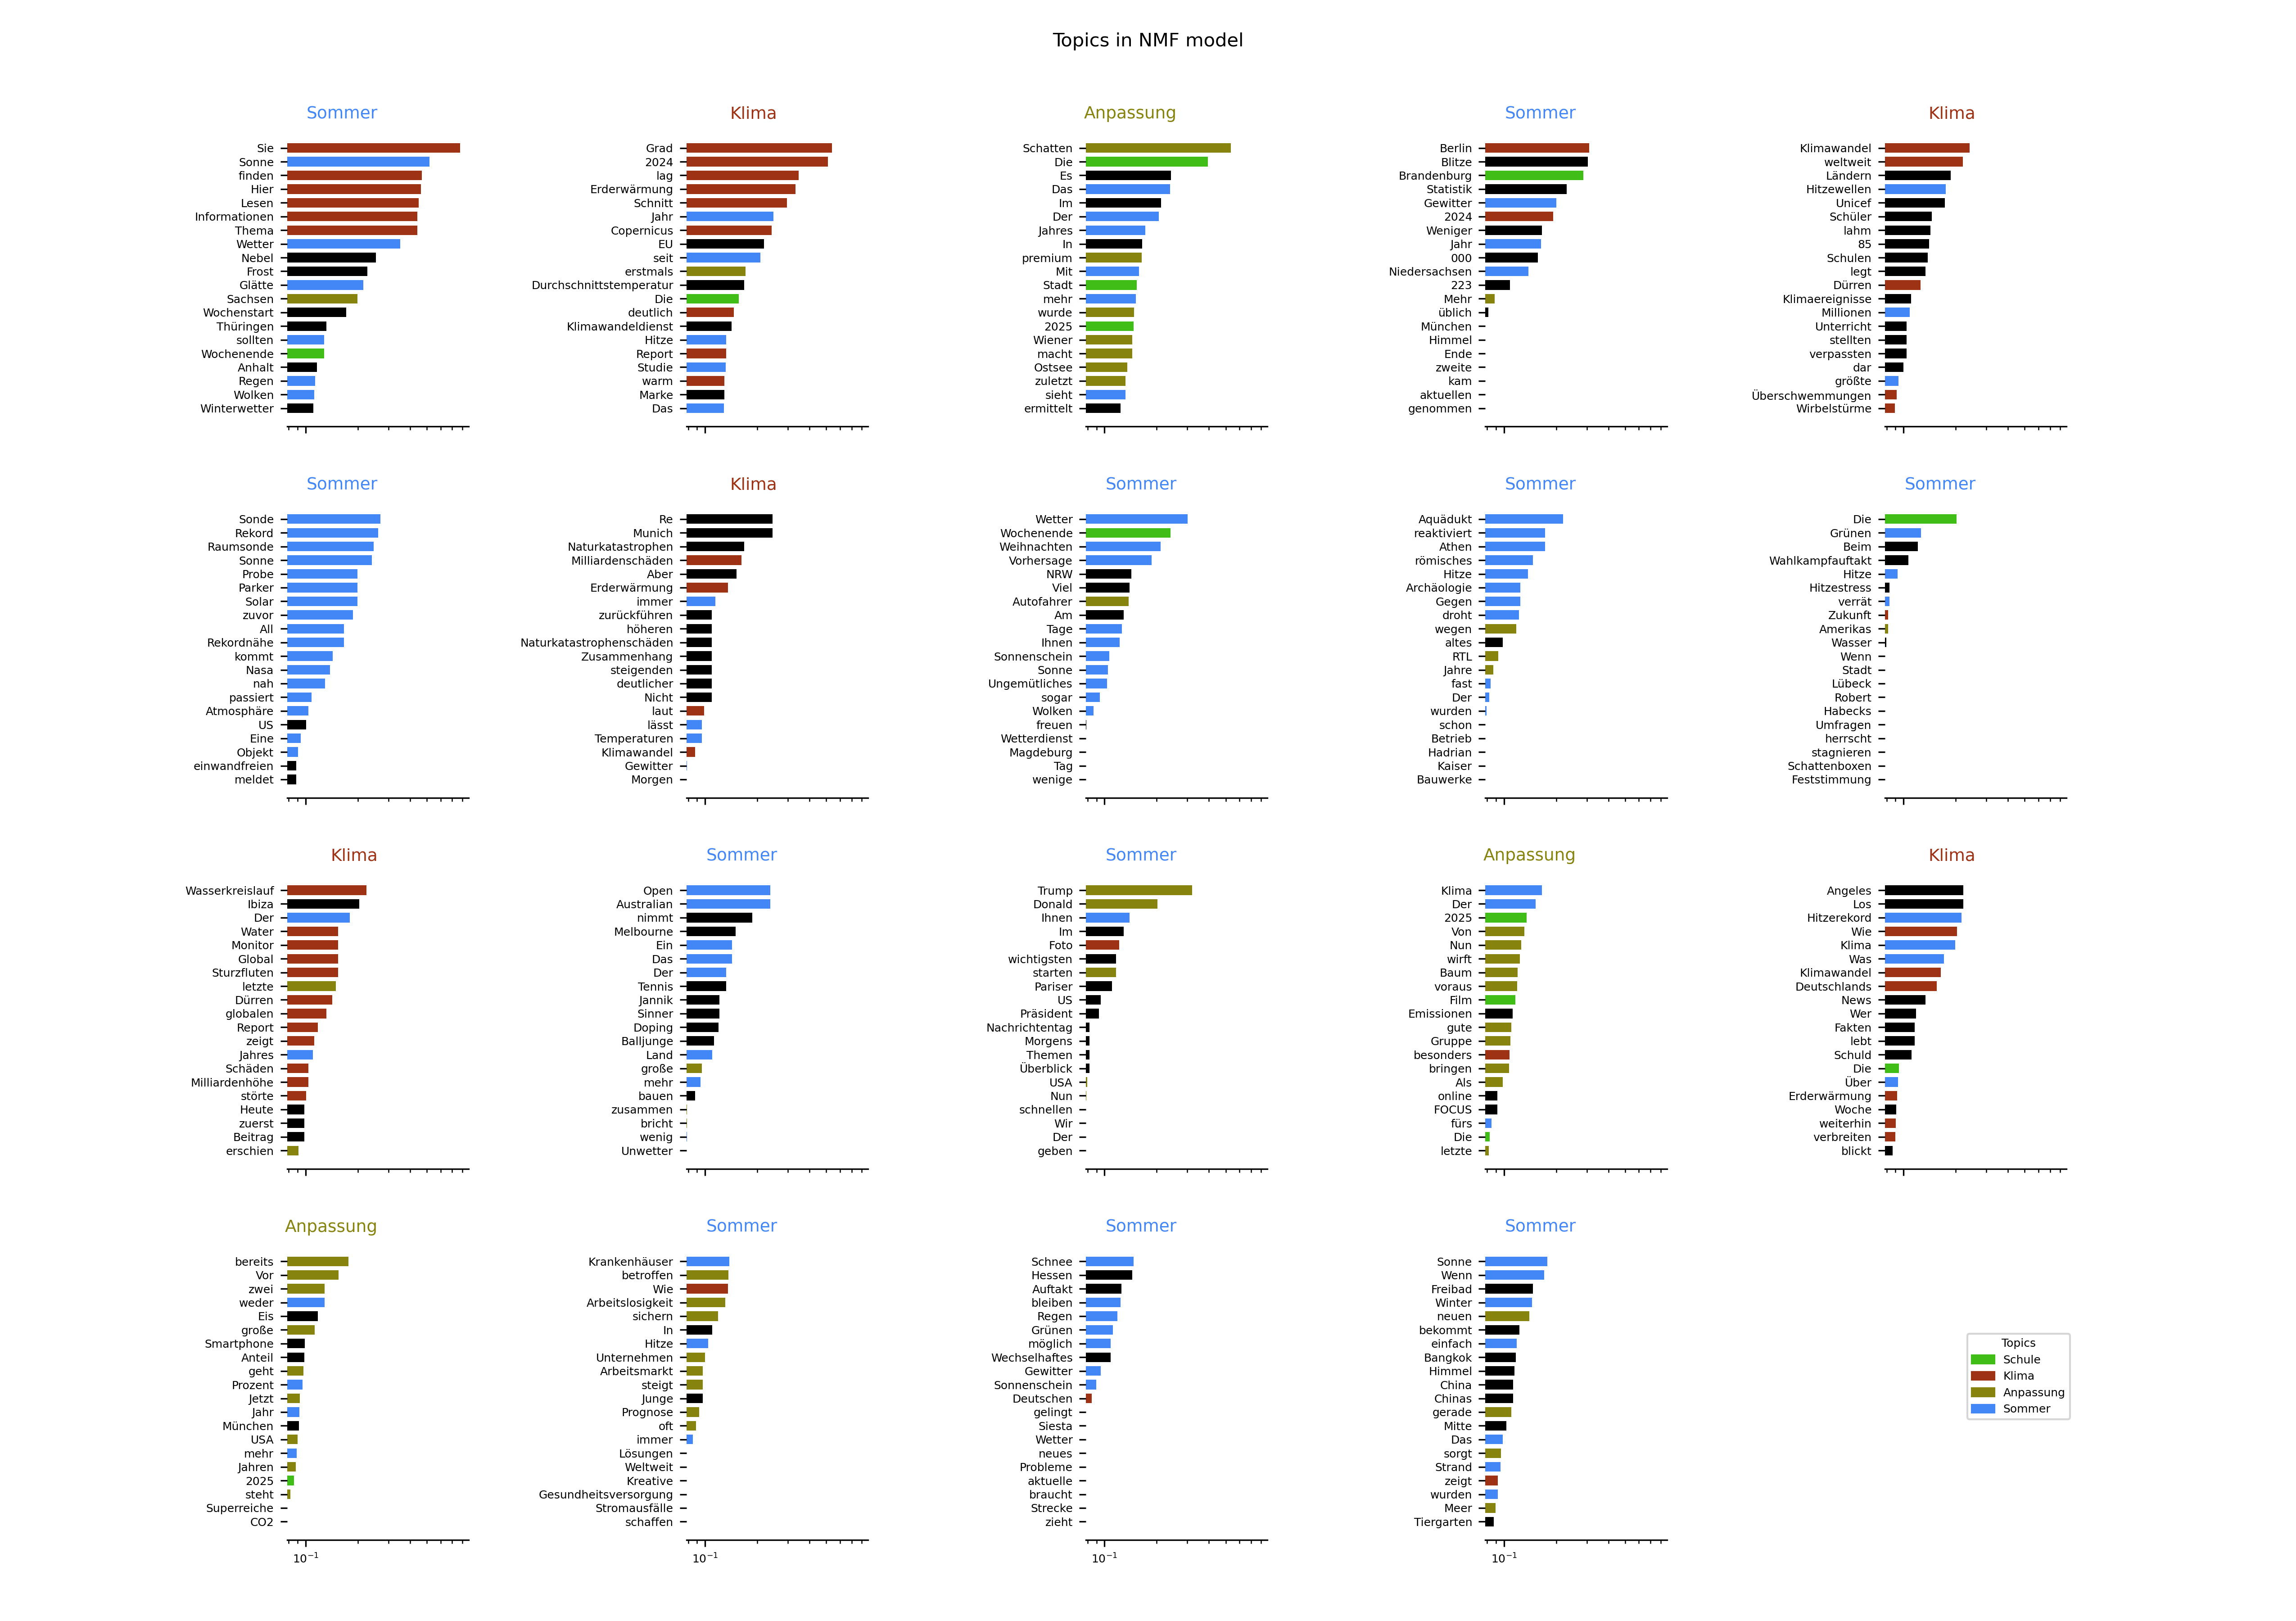 Topics in NMF model
Sommer
Sie
Sonne
finden
Hier
Lesen
Informationen
Thema
Wetter
Nebel
Frost
Glätte
Sachsen
Wochenstart
Thüringen
sollten
Wochenende
Anhalt
Regen
Wolken
Winterwetter
Klima
Grad
2024
lag
Erderwärmung
Schnitt
Jahr
Copernicus
EU
seit
erstmals
Durchschnittstemperatur
Die
deutlich
Klimawandeldienst
Hitze
Report
Studie
warm
Marke
Das
Anpassung
Schatten
Die
Es
Das
Im
Der
Jahres
In
premium
Mit
Stadt
mehr
wurde
2025
Wiener
macht
Ostsee
zuletzt
sieht
ermittelt
Sommer
Berlin
Blitze
Brandenburg
Statistik
Gewitter
2024
Weniger
Jahr
000
Niedersachsen
223
Mehr
üblich
München
Himmel
Ende
zweite
kam
aktuellen
genommen
Klima
Klimawandel
weltweit
Ländern
Hitzewellen
Unicef
Schüler
lahm
85
Schulen
legt
Dürren
Klimaereignisse
Millionen
Unterricht
stellten
verpassten
dar
größte
Überschwemmungen
Wirbelstürme
Sommer
Sonde
Rekord
Raumsonde
Sonne
Probe
Parker
Solar
zuvor
All
Rekordnähe
kommt
Nasa
nah
passiert
Atmosphäre
US
Eine
Objekt
einwandfreien
meldet
Klima
Re
Munich
Naturkatastrophen
Milliardenschäden
Aber
Erderwärmung
immer
zurückführen
höheren
Naturkatastrophenschäden
Zusammenhang
steigenden
deutlicher
Nicht
laut
lässt
Temperaturen
Klimawandel
Gewitter
Morgen
Sommer
Wetter
Wochenende
Weihnachten
Vorhersage
NRW
Viel
Autofahrer
Am
Tage
Ihnen
Sonnenschein
Sonne
Ungemütliches
sogar
Wolken
freuen
Wetterdienst
Magdeburg
Tag
wenige
Sommer
Aquädukt
reaktiviert
Athen
römisches
Hitze
Archäologie
Gegen
droht
wegen
altes
RTL
Jahre
fast
Der
wurden
schon
Betrieb
Hadrian
Kaiser
Bauwerke
Sommer
Die
Grünen
Beim
Wahlkampfauftakt
Hitze
Hitzestress
verrät
Zukunft
Amerikas
Wasser
Wenn
Stadt
Lübeck
Robert
Habecks
Umfragen
herrscht
stagnieren
Schattenboxen
Feststimmung
Klima
Wasserkreislauf
Ibiza
Der
Water
Monitor
Global
Sturzfluten
letzte
Dürren
globalen
Report
zeigt
Jahres
Schäden
Milliardenhöhe
störte
Heute
zuerst
Beitrag
erschien
Sommer
Open
Australian
nimmt
Melbourne
Ein
Das
Der
Tennis
Jannik
Sinner
Doping
Balljunge
Land
große
mehr
bauen
zusammen
bricht
wenig
Unwetter
Sommer
Trump
Donald
Ihnen
Im
Foto
wichtigsten
starten
Pariser
US
Präsident
Nachrichtentag
Morgens
Themen
Überblick
USA
Nun
schnellen
Wir
Der
geben
Anpassung
Klima
Der
2025
Von
Nun
wirft
Baum
voraus
Film
Emissionen
gute
Gruppe
besonders
bringen
Als
online
FOCUS
fürs
Die
letzte
Klima
Angeles
Los
Hitzerekord
Wie
Klima
Was
Klimawandel
Deutschlands
News
Wer
Fakten
lebt
Schuld
Die
Über
Erderwärmung
Woche
weiterhin
verbreiten
blickt
Anpassung
bereits
Vor
zwei
weder
Eis
große
Smartphone
Anteil
geht
Prozent
Jetzt
Jahr
München
USA
mehr
Jahren
2025
steht
Superreiche
CO2
10⁻¹
Sommer
Krankenhäuser
betroffen
Wie
Arbeitslosigkeit
sichern
In
Hitze
Unternehmen
Arbeitsmarkt
steigt
Junge
Prognose
oft
immer
Lösungen
Weltweit
Kreative
Gesundheitsversorgung
Stromausfälle
schaffen
10⁻¹
Sommer
Schnee
Hessen
Auftakt
bleiben
Regen
Grünen
möglich
Wechselhaftes
Gewitter
Sonnenschein
Deutschen
gelingt
Siesta
Wetter
neues
Probleme
aktuelle
braucht
Strecke
zieht
10⁻¹
Sommer
Sonne
Wenn
Freibad
Winter
neuen
bekommt
einfach
Bangkok
Himmel
China
Chinas
gerade
Mitte
Das
sorgt
Strand
zeigt
wurden
Meer
Tiergarten
10⁻¹
Topics
Schule
Klima
Anpassung
Sommer